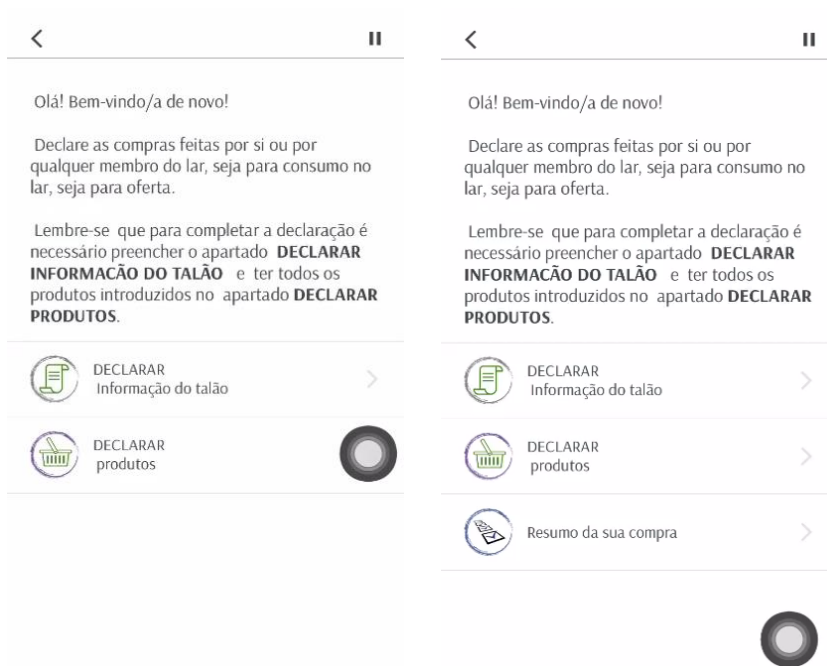 Olá! Bem-vindo/a de novo!
Declare as compras feitas por si ou por
qualquer membro do lar, seja para consumo no
lar, seja para oferta.
Lembre-se que para completar a declaração é
necessário preencher o apartado DECLARAR
INFORMACÃO DO TALÃO e ter todos os
produtos introduzidos no apartado DECLARAR
PRODUTOS.
DECLARAR
Informação do talão
DECLARAR
produtos
Olá! Bem-vindo/a de novo!
Declare as compras feitas por si ou por
qualquer membro do lar, seja para consumo no
lar, seja para oferta.
Lembre-se que para completar a declaração é
necessário preencher o apartado DECLARAR
INFORMACÃO DO TALÃO e ter todos os
produtos introduzidos no apartado DECLARAR
PRODUTOS.
DECLARAR
Informação do talão
DECLARAR
produtos
Resumo da sua compra